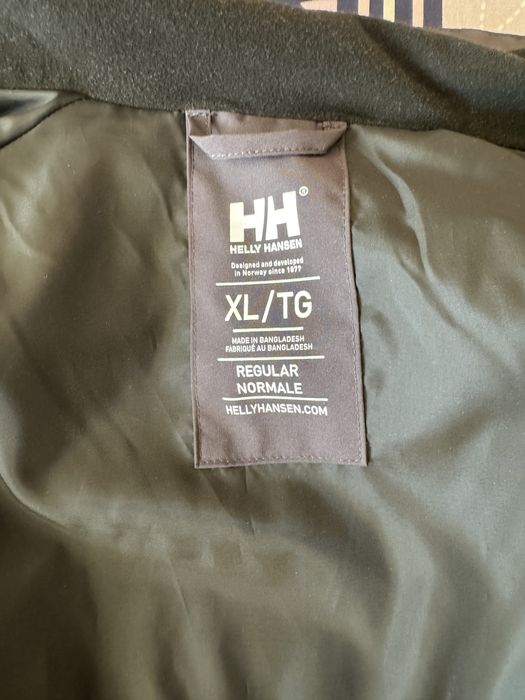 HH®
HELLY HANSEN
Designed and developed
in Norway since 1877
XL/TG
MADE IN BANGLADESH
FABRIQUÉ AU BANGLADESH
REGULAR
NORMALE
HELLYHANSEN.COM